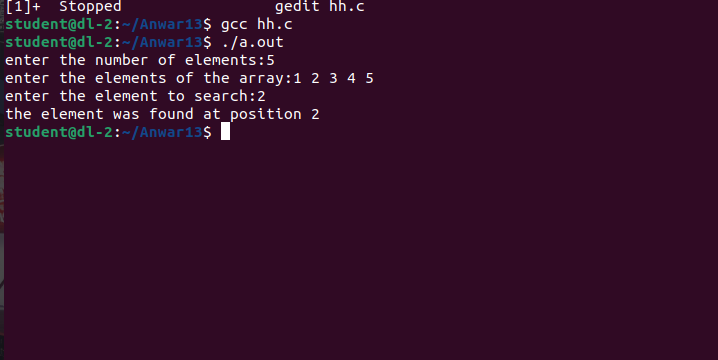 [1]+  Stopped                 gedit hh.c
student@dl-2:~/Anwar13$ gcc hh.c
student@dl-2:~/Anwar13$ ./a.out
enter the number of elements:5
enter the elements of the array:1 2 3 4 5
enter the element to search:2
the element was found at position 2
student@dl-2:~/Anwar13$